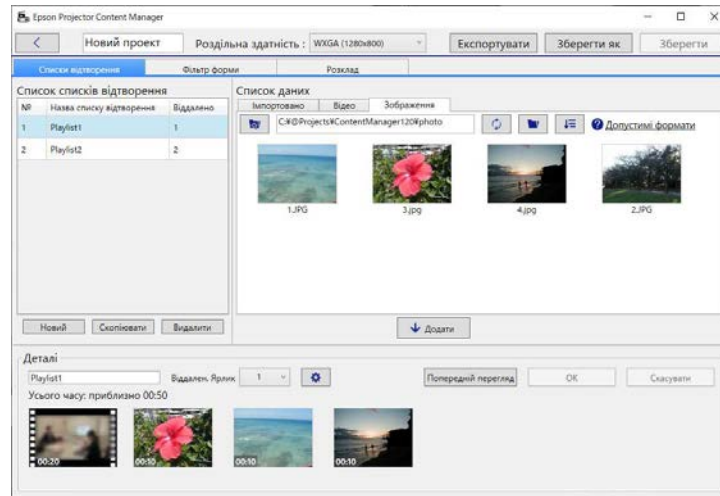 Epson Projector Content Manager
Новий проект
Роздільна здатність :
WXGA (1280x800)
Експортувати
Зберегти як
Зберегти
Списки відтворення
Фільтр форми
Розклад
Список списків відтворення
№ Назва списку відтворення Віддалено
1 Playlist1 1
2 Playlist2 2
Новий
Скопіювати
Видалити
Список даних
Імпортовано
Відео
Зображення
C:¥@Projects¥ContentManager120¥photo
Допустимі формати
1.JPG
3.jpg
4.jpg
2.JPG
Додати
Деталі
Playlist1
Віддален. Ярлик
1
Попередній перегляд
ОК
Скасувати
Усього часу: приблизно 00:50
00:20
00:10
00:10
00:10